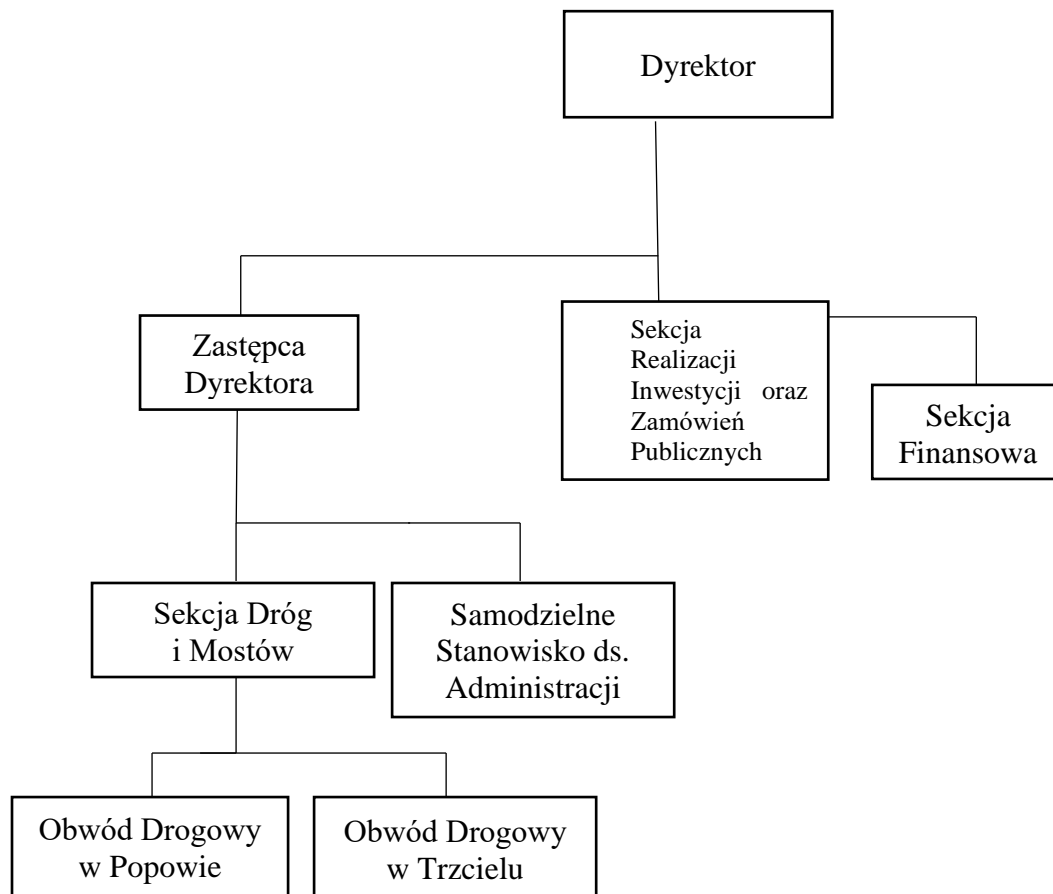 Dyrektor
Zastępca
Dyrektora
Sekcja
Realizacji
Inwestycji oraz
Zamówień
Publicznych
Sekcja
Finansowa
Sekcja Dróg
i Mostów
Samodzielne
Stanowisko ds.
Administracji
Obwód Drogowy
w Popowie
Obwód Drogowy
w Trzcielu